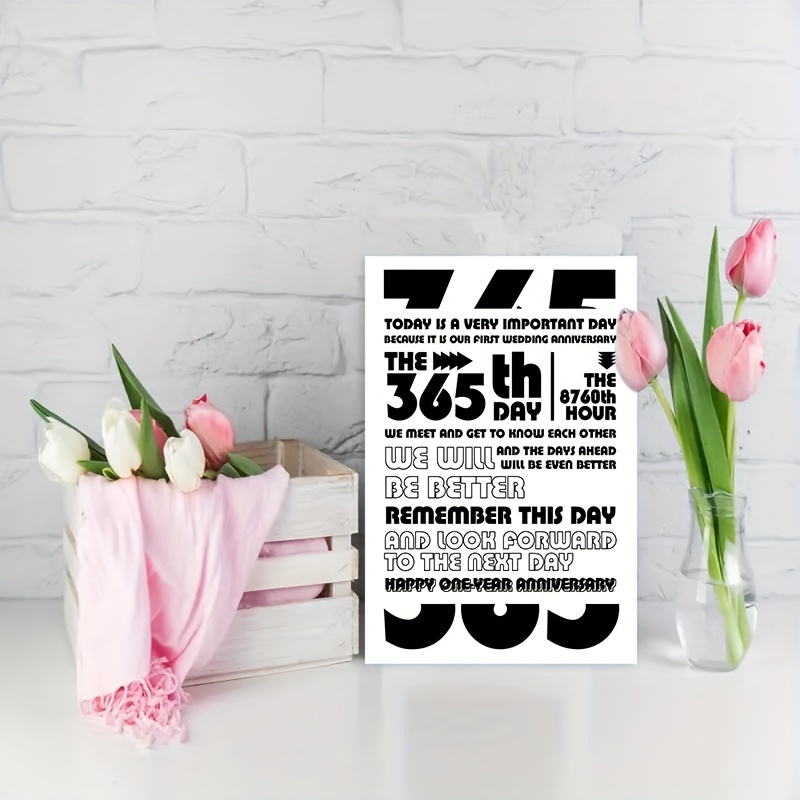 365
TODAY IS A VERY IMPORTANT DAY
BECAUSE IT IS OUR FIRST WEDDING ANNIVERSARY
THE
365th DAY
THE
8760th
HOUR
WE MEET AND GET TO KNOW EACH OTHER
WE WILL
BE BETTER
AND THE DAYS AHEAD
WILL BE EVEN BETTER
REMEMBER THIS DAY
AND LOOK FORWARD
TO THE NEXT DAY
HAPPY ONE-YEAR ANNIVERSARY
365